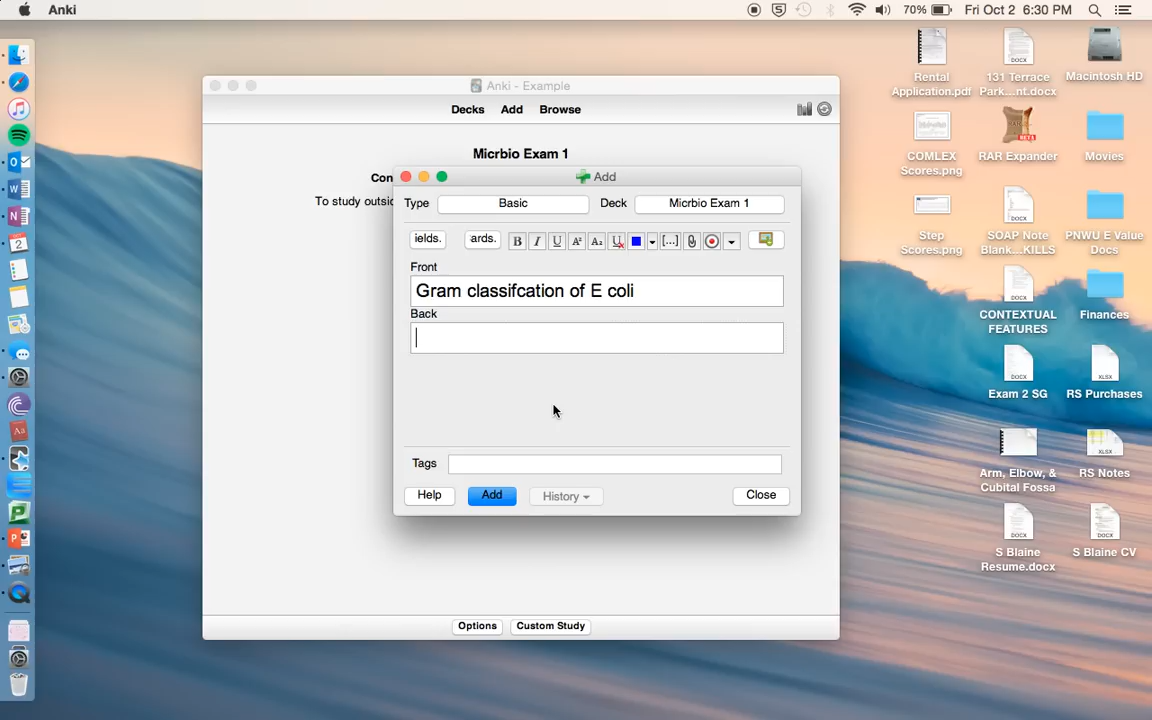 Anki
70%
Fri Oct 2 6:30 PM
Anki - Example
Decks
Add
Browse
Micrbio Exam 1
Con
To study outsid
Add
Type
Basic
Deck
Micrbio Exam 1
ields.
ards.
B I U
[...]
Front
Gram classifcation of E coli
Back
Tags
Help
Add
History
Close
Options
Custom Study
Rental
Application.pdf
131 Terrace
Park...nt.docx
Macintosh HD
COMLEX
Scores.png
RAR Expander
Movies
Step
Scores.png
SOAP Note
Blank...KILLS
PNWU E Value
Docs
CONTEXTUAL
FEATURES
Finances
Exam 2 SG
RS Purchases
Arm, Elbow, &
Cubital Fossa
RS Notes
S Blaine
Resume.docx
S Blaine CV